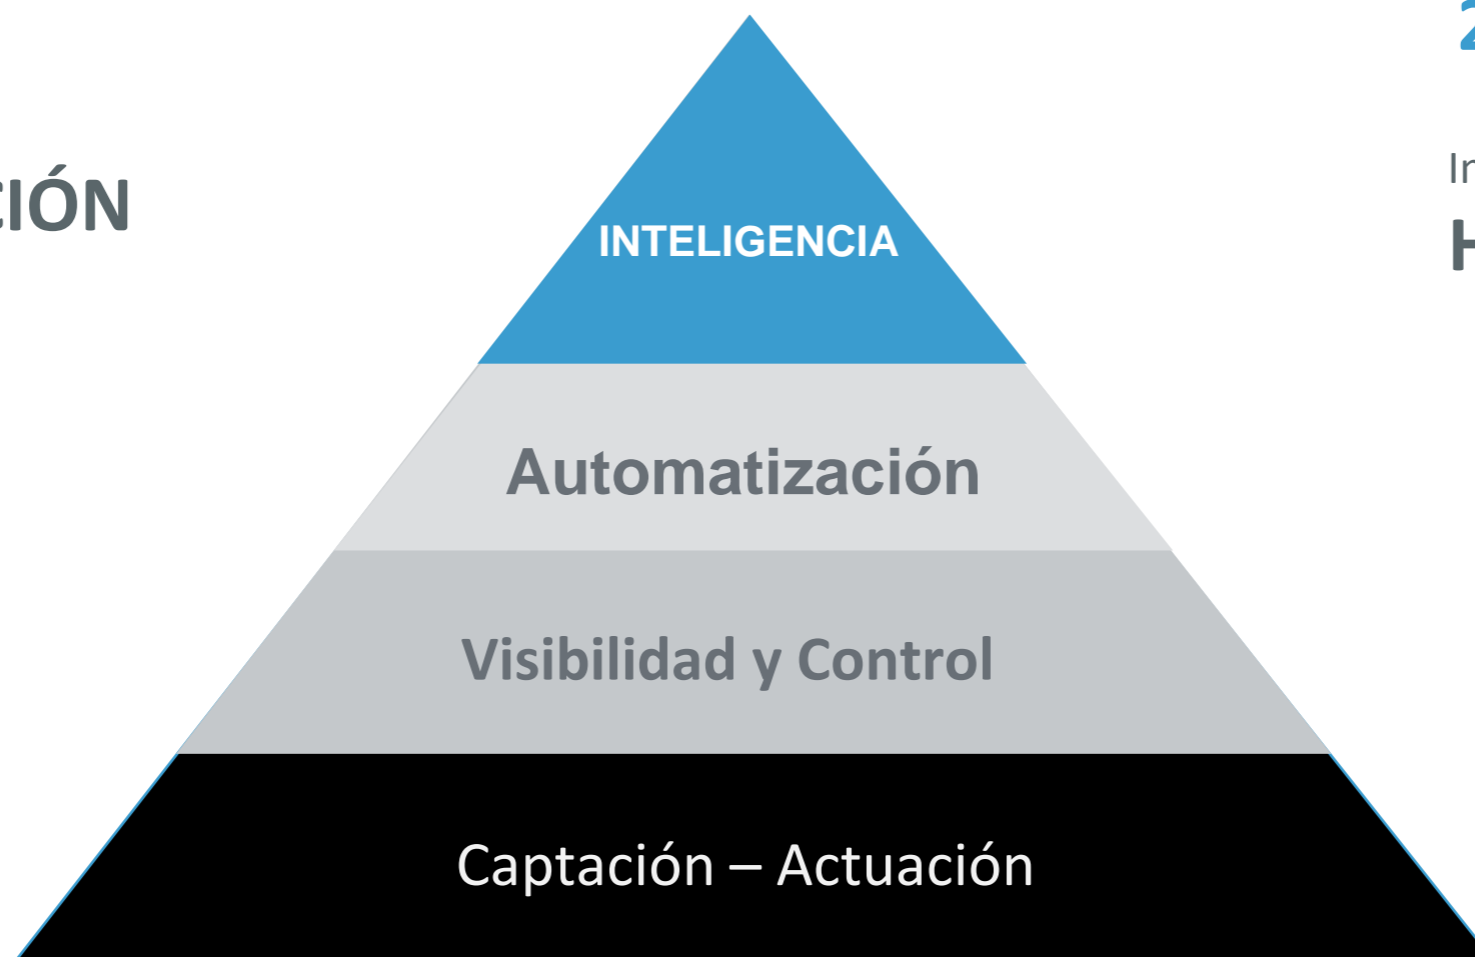 CIÓN
INTELIGENCIA
Automatización
Visibilidad y Control
Captación – Actuación